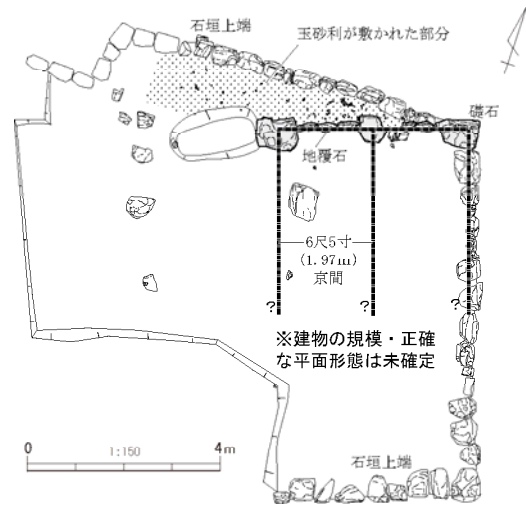 石垣上端
玉砂利が敷かれた部分
礎石
地覆石
6尺5寸
(1.97m)
京間
? ? ?
※建物の規模・正確
な平面形態は未確定
0 1:150 4m
石垣上端